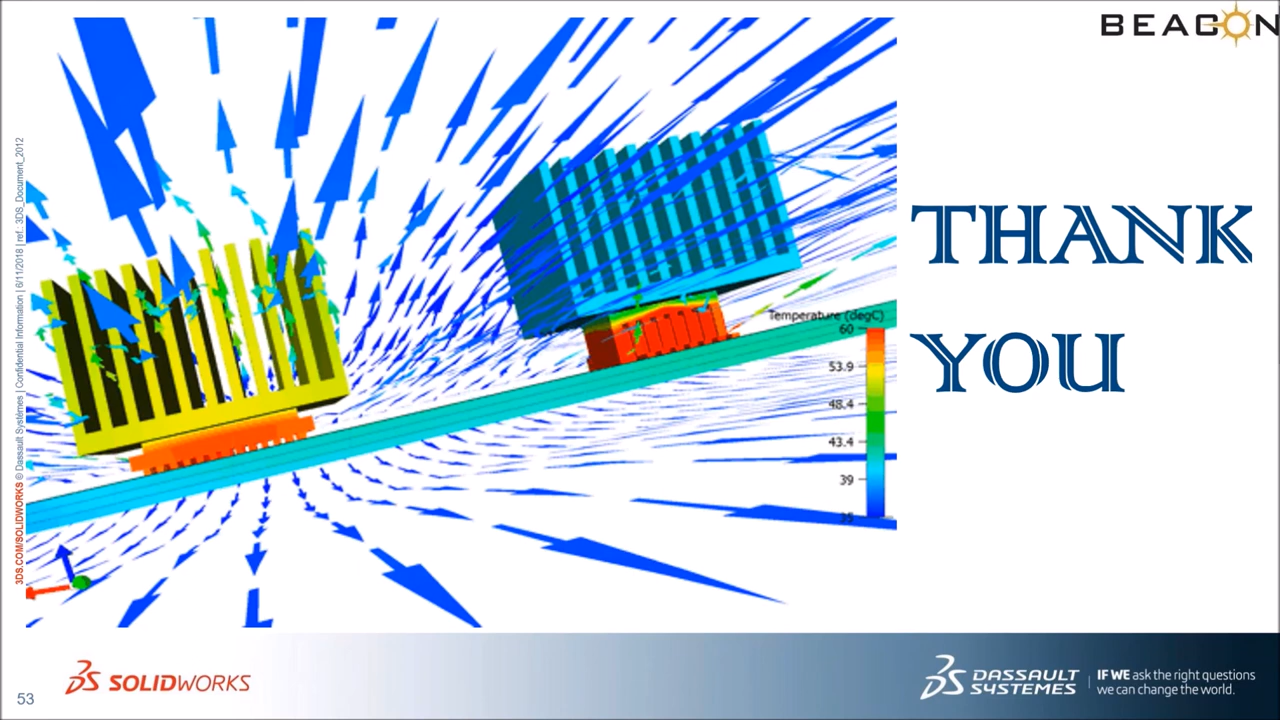 BEACON
THANK
YOU
Temperature (degC)
60
53.9
48.4
43.4
39
35
3DS.COM/SOLIDWORKS © Dassault Systèmes | Confidential Information | 6/11/2018 | ref.: 3DS_Document_2012
53
SOLIDWORKS
DASSAULT
SYSTEMES
IF WE ask the right questions
we can change the world.